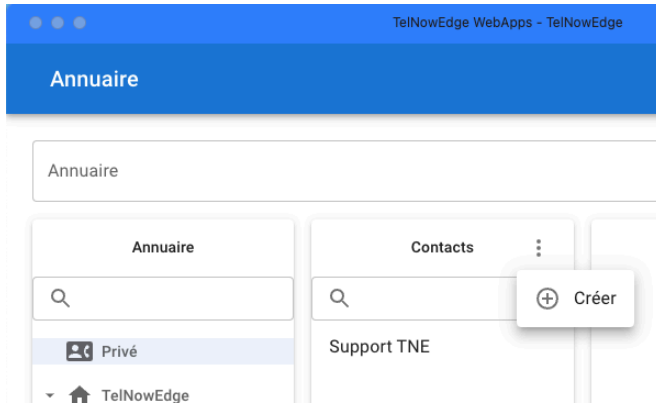 TelNowEdge WebApps - TelNowEdge
Annuaire
Annuaire
Annuaire
Contacts
Créer
Privé
Support TNE
TelNowEdge